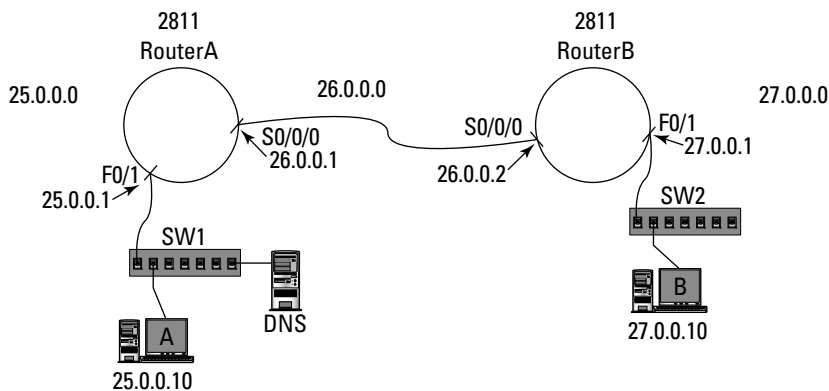 2811
RouterA
2811
RouterB
25.0.0.0
26.0.0.0
27.0.0.0
S0/0/0
26.0.0.1
S0/0/0
26.0.0.2
F0/1
27.0.0.1
F0/1
25.0.0.1
SW1
SW2
DNS
A
25.0.0.10
B
27.0.0.10